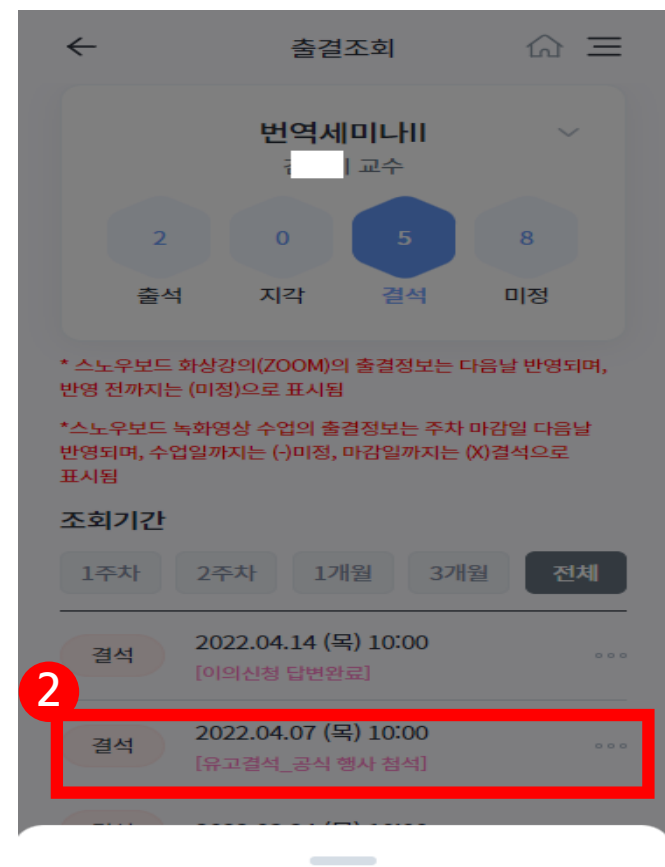 출결조회
번역세미나II
교수
2 0 5 8
출석 지각 결석 미정
* 스노우보드 화상강의(ZOOM)의 출결정보는 다음날 반영되며,
반영 전까지는 (미정)으로 표시됨
*스노우보드 녹화영상 수업의 출결정보는 주차 마감일 다음날
반영되며, 수업일까지는 (-)미정, 마감일까지는 (X)결석으로
표시됨
조회기간
1주차 2주차 1개월 3개월 전체
결석 2022.04.14 (목) 10:00
[이의신청 답변완료]
2
결석 2022.04.07 (목) 10:00
[유고결석_공식 행사 참석]